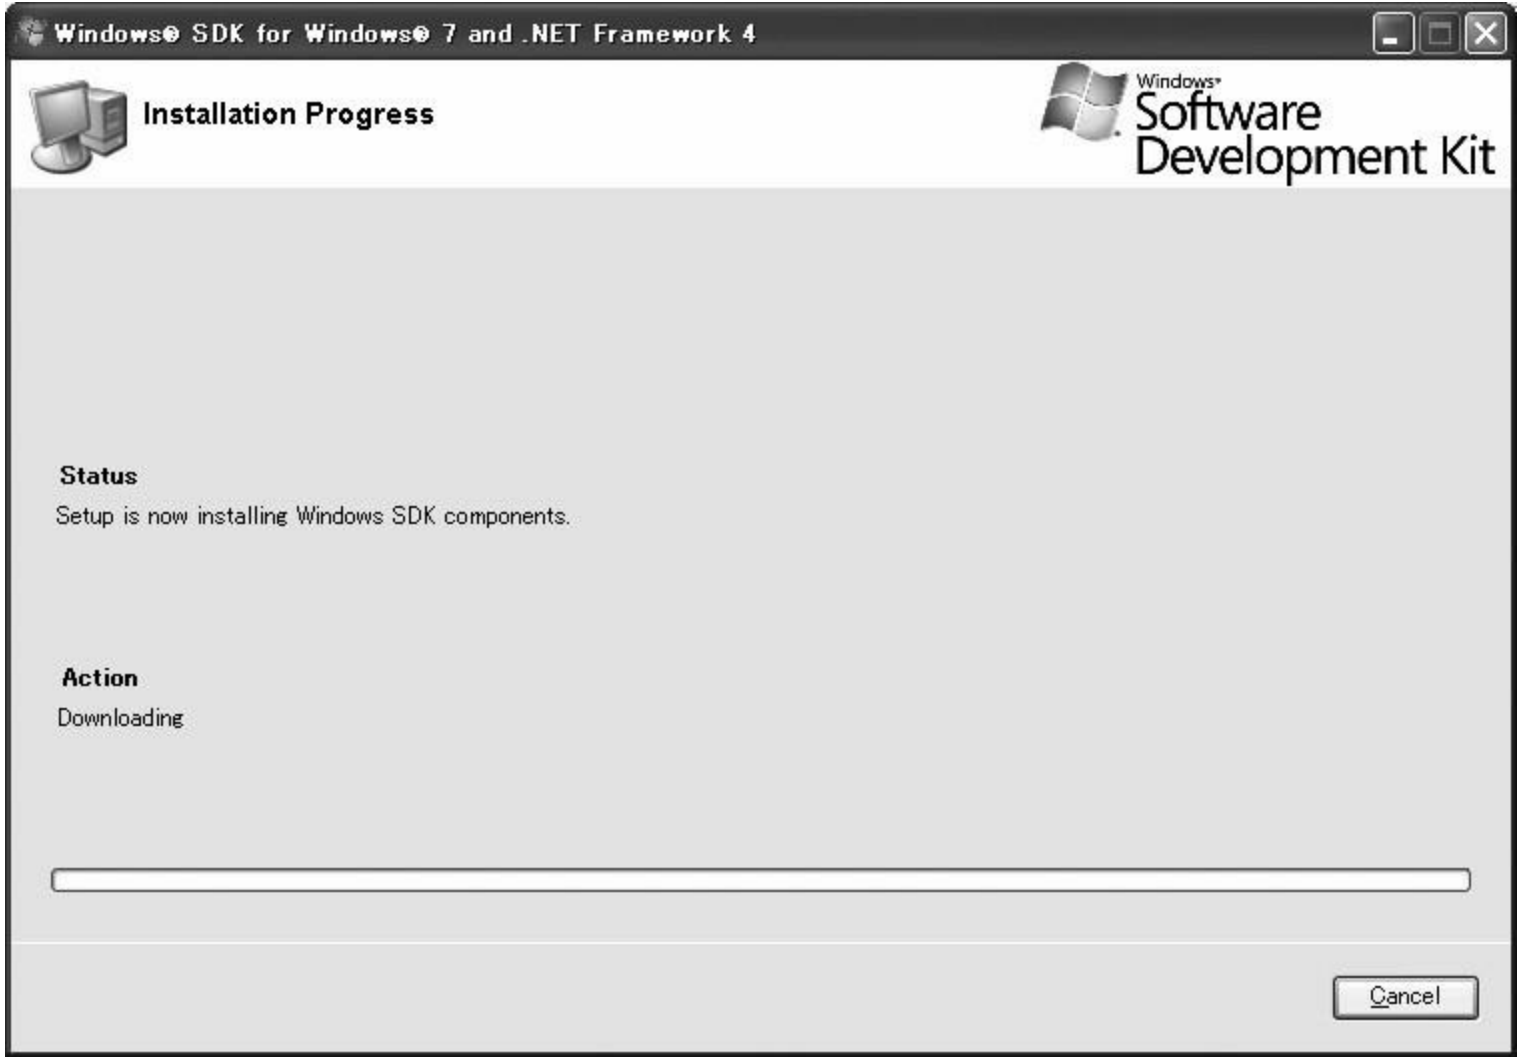 Windows® SDK for Windows® 7 and .NET Framework 4
Installation Progress
Windows®
Software
Development Kit
Status
Setup is now installing Windows SDK components.
Action
Downloading
Cancel